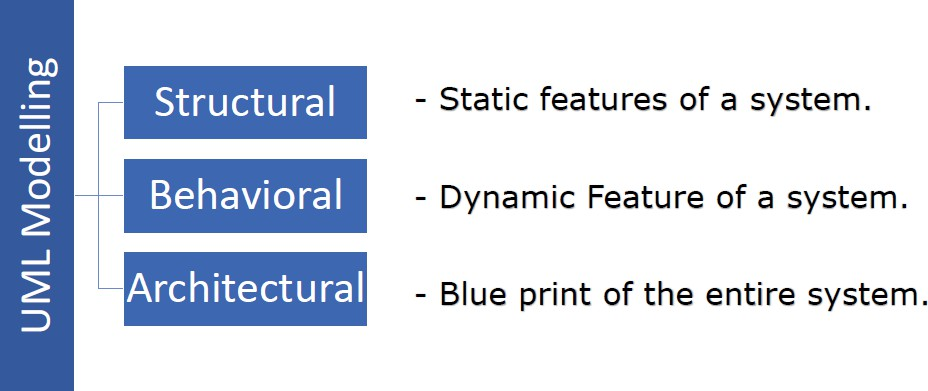 UML Modelling
Structural
- Static features of a system.
Behavioral
- Dynamic Feature of a system.
Architectural
- Blue print of the entire system.